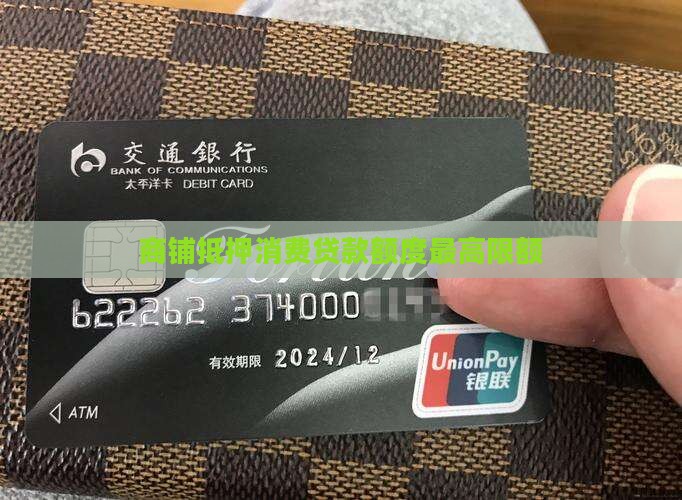 交通銀行
BANK OF COMMUNICATIONS
太平洋卡 DEBIT CARD
商铺抵押消费贷款额度最高限额
622262 374000
有效期限 2024/12
UnionPay
银联
ATM